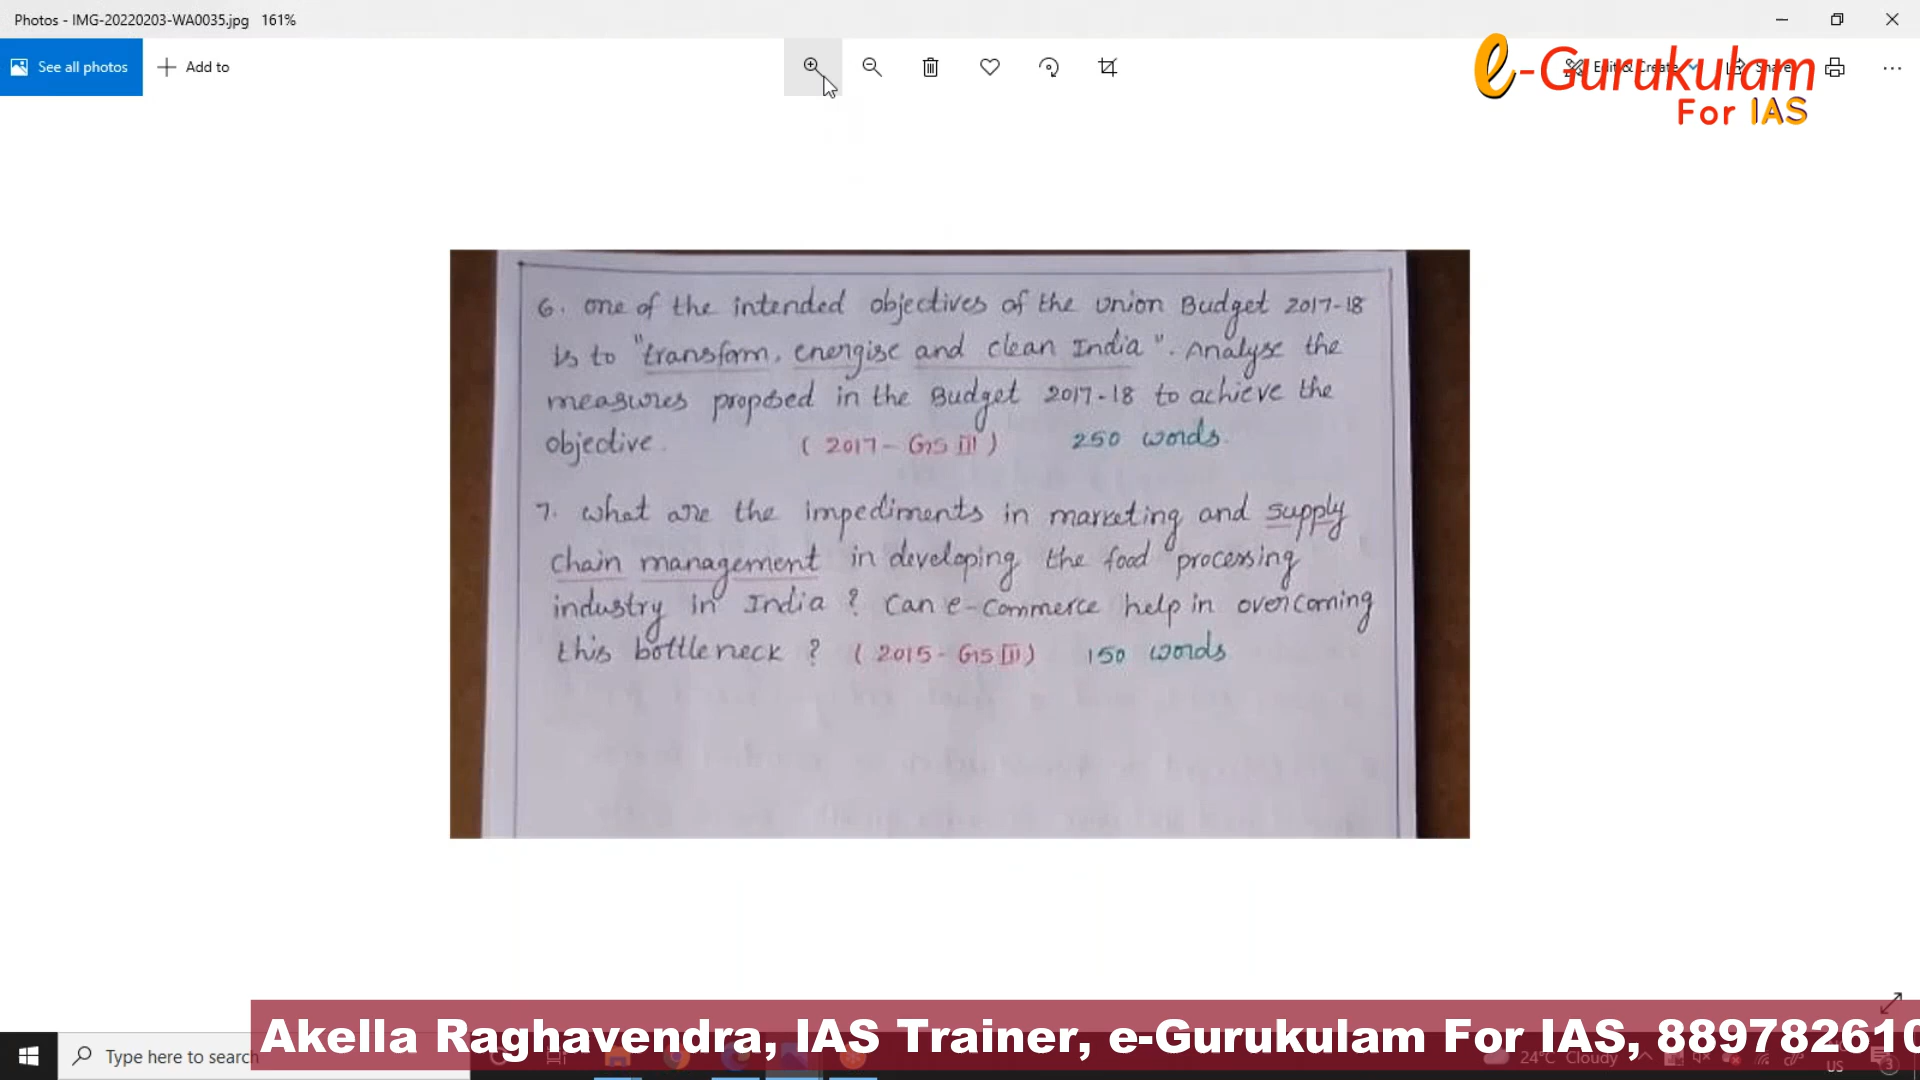 Photos - IMG-20220203-WA0035.jpg 161%
See all photos
Add to
e-Gurukulam
For IAS
6. One of the intended objectives of the Union Budget 2017-18
is to "transform, energise and clean India". Analyse the
measures proposed in the Budget 2017-18 to achieve the
objective. (2017- GS III) 250 words.
7. What are the impediments in marketing and supply
chain management in developing the food processing
industry in India? Can e-commerce help in overcoming
this bottleneck? (2015- GS III) 150 words
Akella Raghavendra, IAS Trainer, e-Gurukulam For IAS, 889782610
Type here to search
24°C Cloudy
US